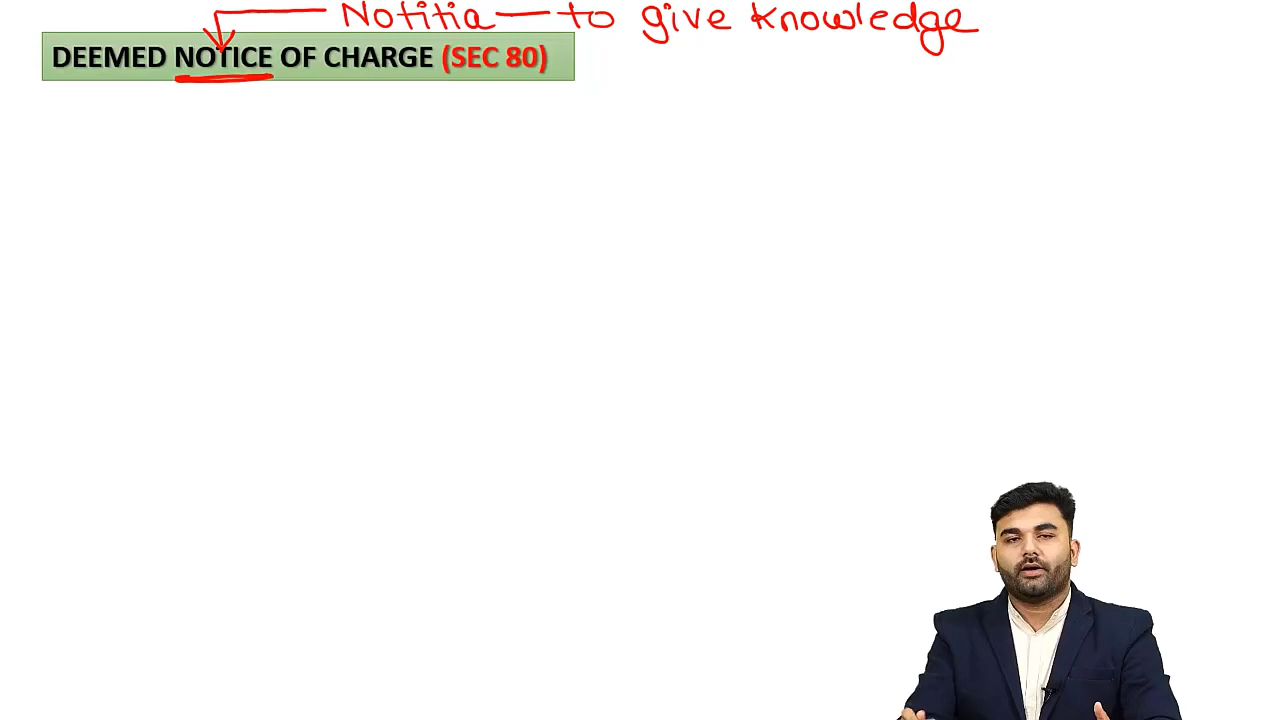 Notitia — to give knowledge
DEEMED NOTICE OF CHARGE (SEC 80)